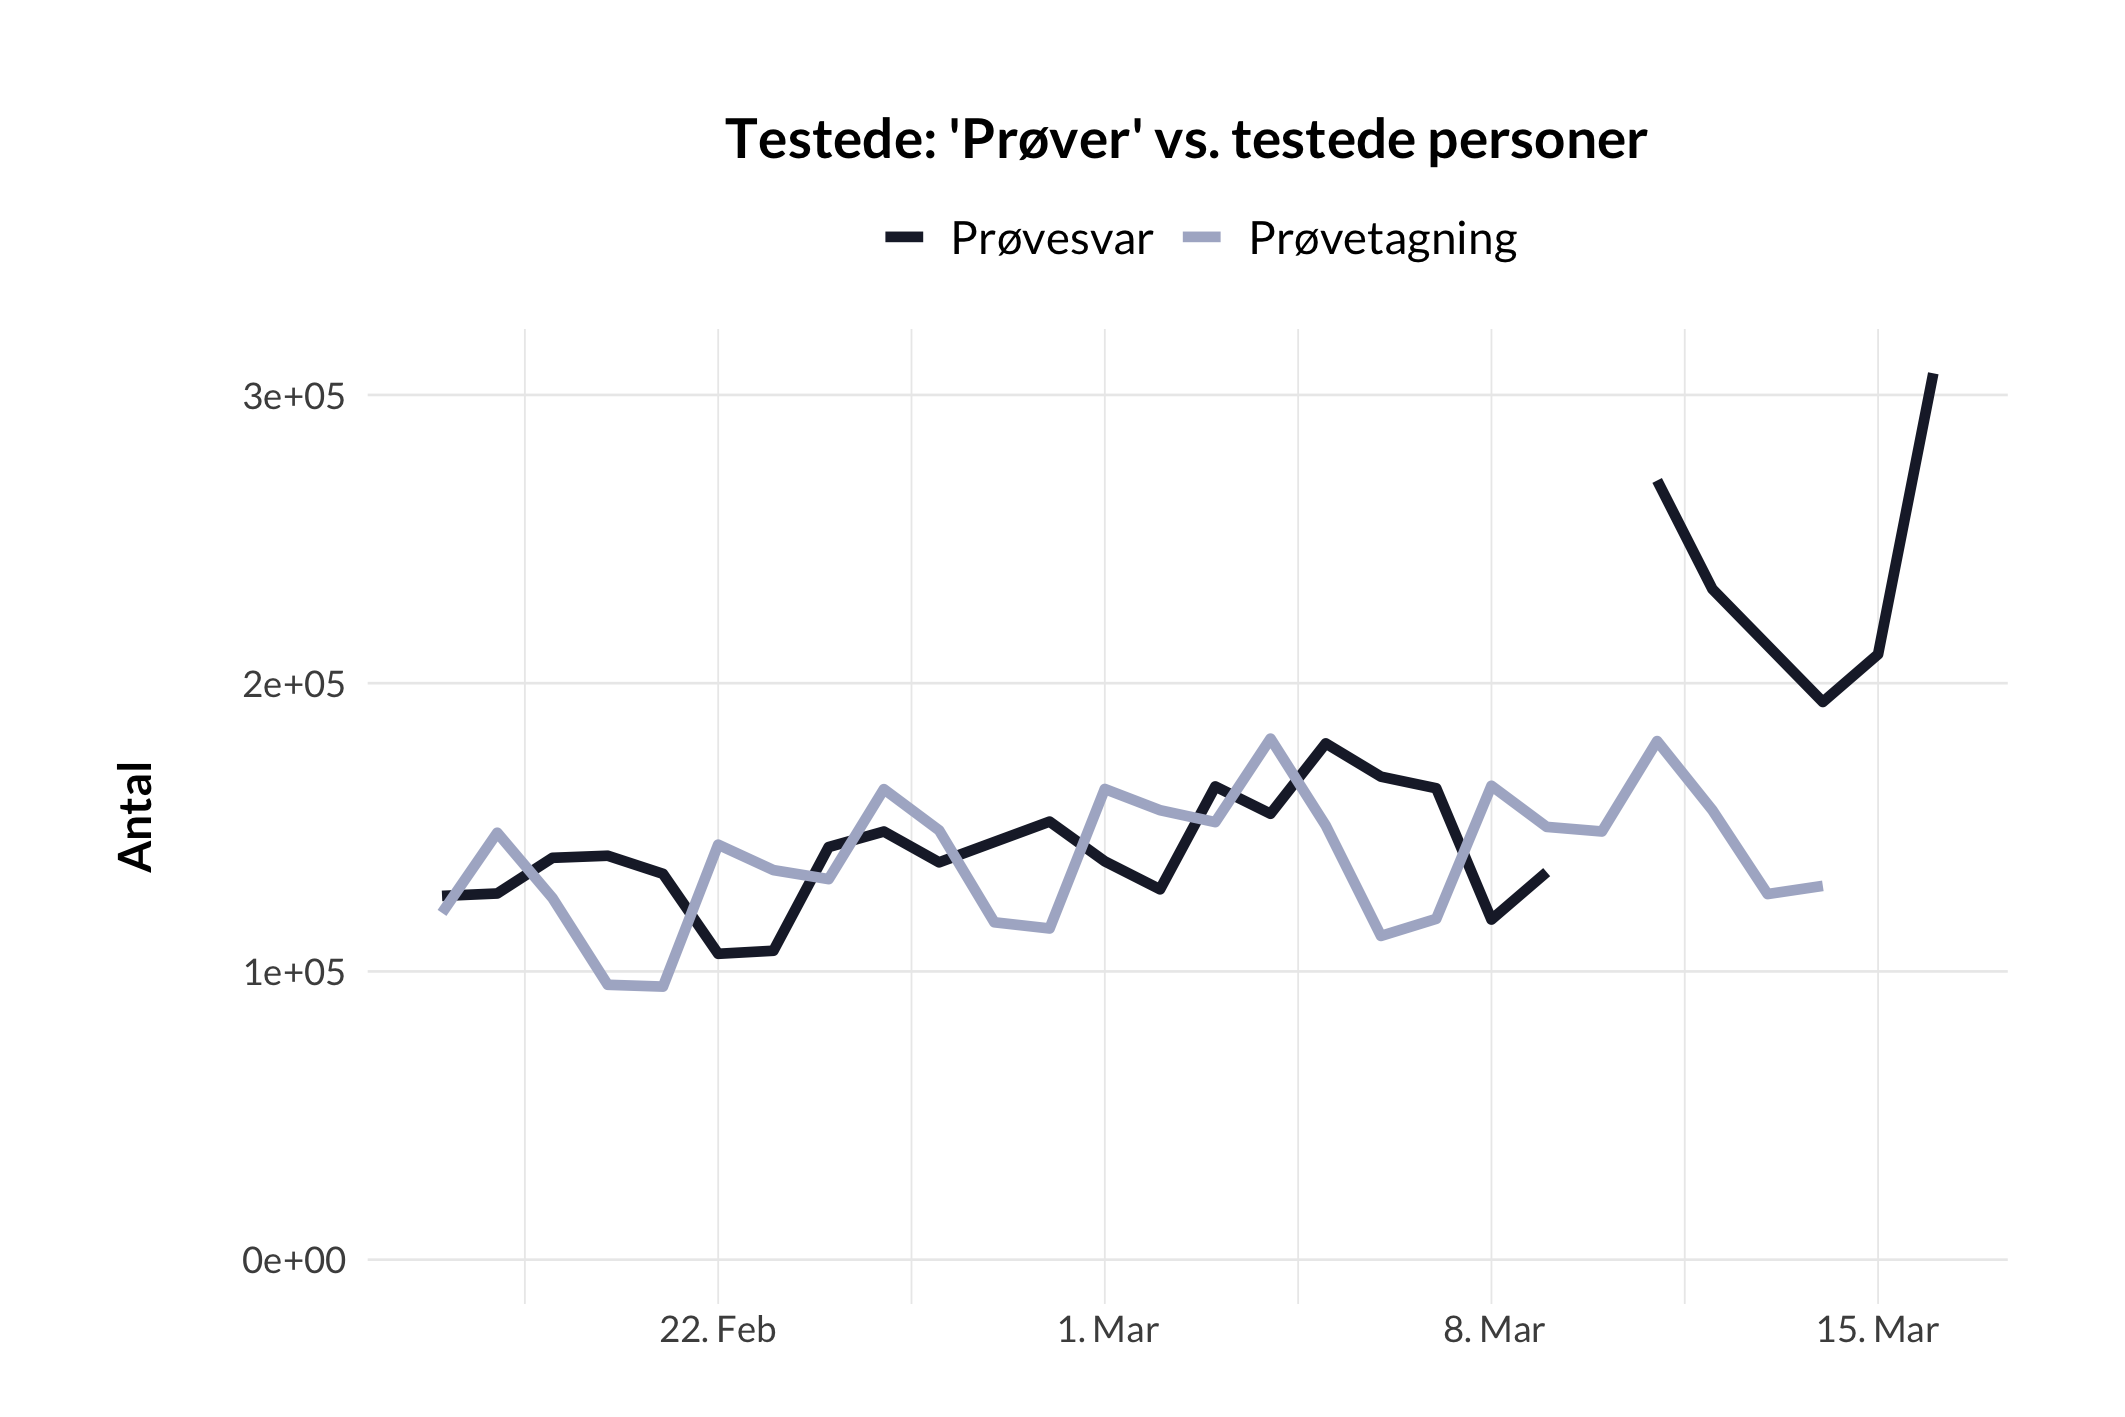 Testede: 'Prøver' vs. testede personer
Prøvesvar Prøvetagning
3e+05
2e+05
1e+05
0e+00
Antal
22. Feb 1. Mar 8. Mar 15. Mar